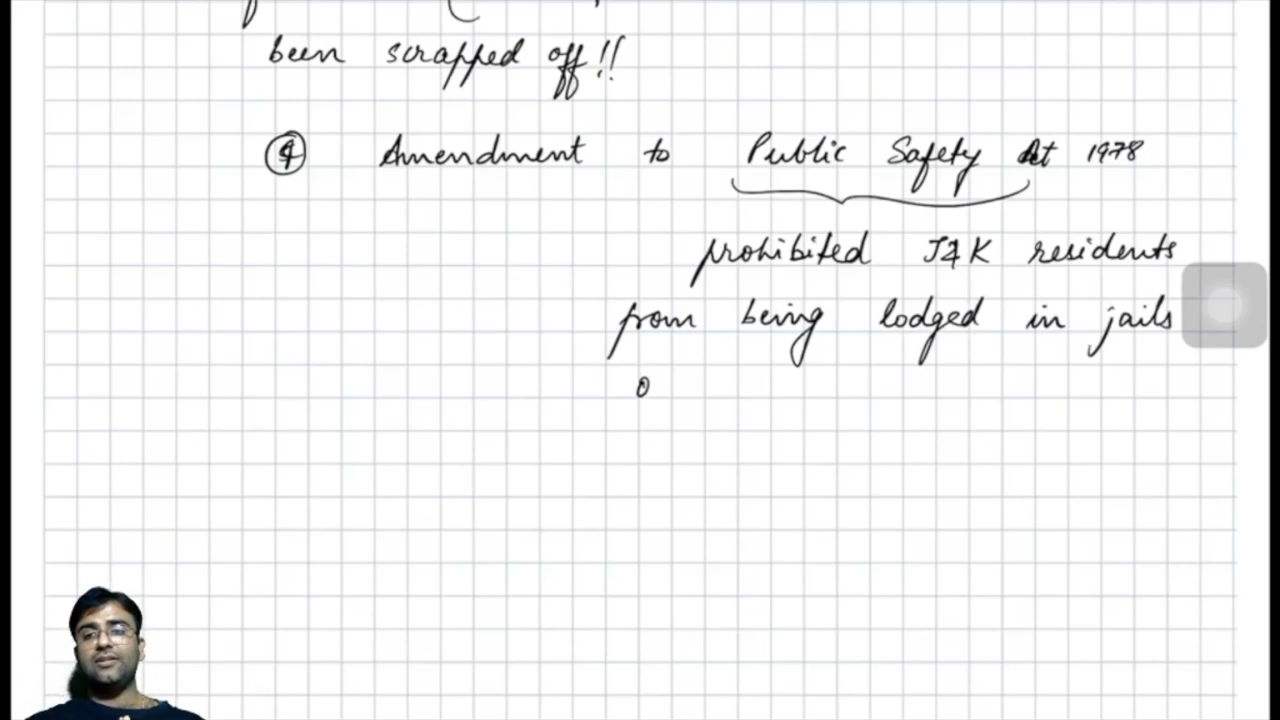 been scrapped off!!
④ Amendment to Public Safety Act 1978
prohibited J&K residents
from being lodged in jails
o